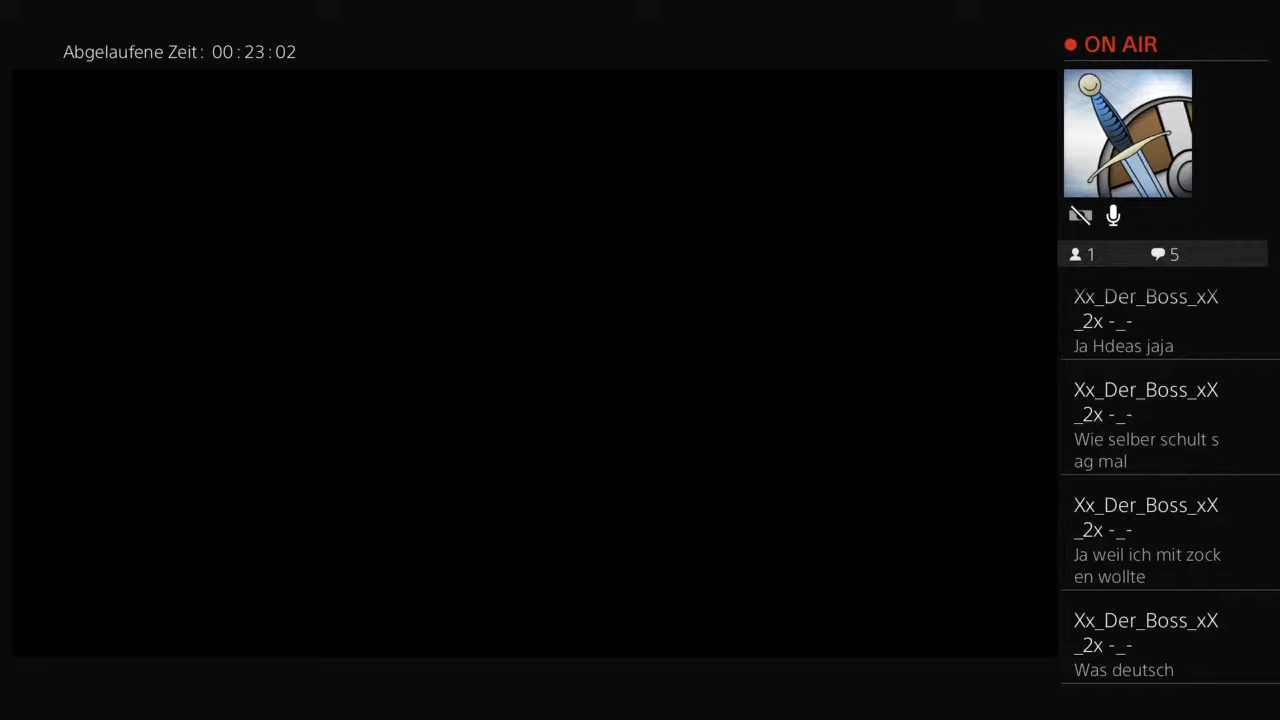 Abgelaufene Zeit: 00:23:02
ON AIR
1
5
Xx_Der_Boss_xX
_2x -_-
Ja Hdeas jaja
Xx_Der_Boss_xX
_2x -_-
Wie selber schult s
ag mal
Xx_Der_Boss_xX
_2x -_-
Ja weil ich mit zock
en wollte
Xx_Der_Boss_xX
_2x -_-
Was deutsch